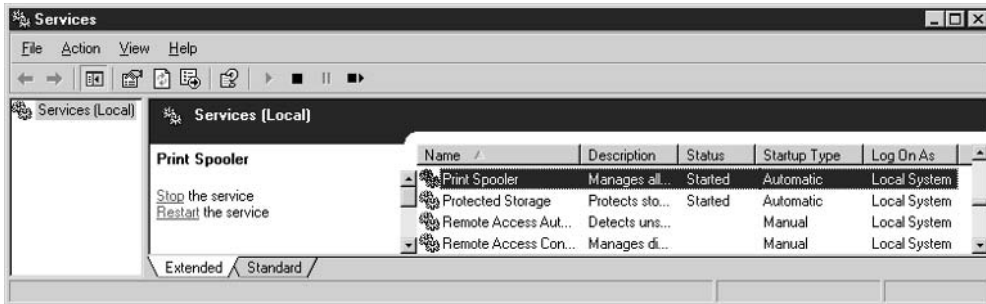 Services
File Action View Help
Services (Local)
Services (Local)
Print Spooler
Stop the service
Restart the service
Name Description Status Startup Type Log On As
Print Spooler Manages all... Started Automatic Local System
Protected Storage Protects sto... Started Automatic Local System
Remote Access Aut... Detects uns... Manual Local System
Remote Access Con... Manages di... Manual Local System
Extended Standard